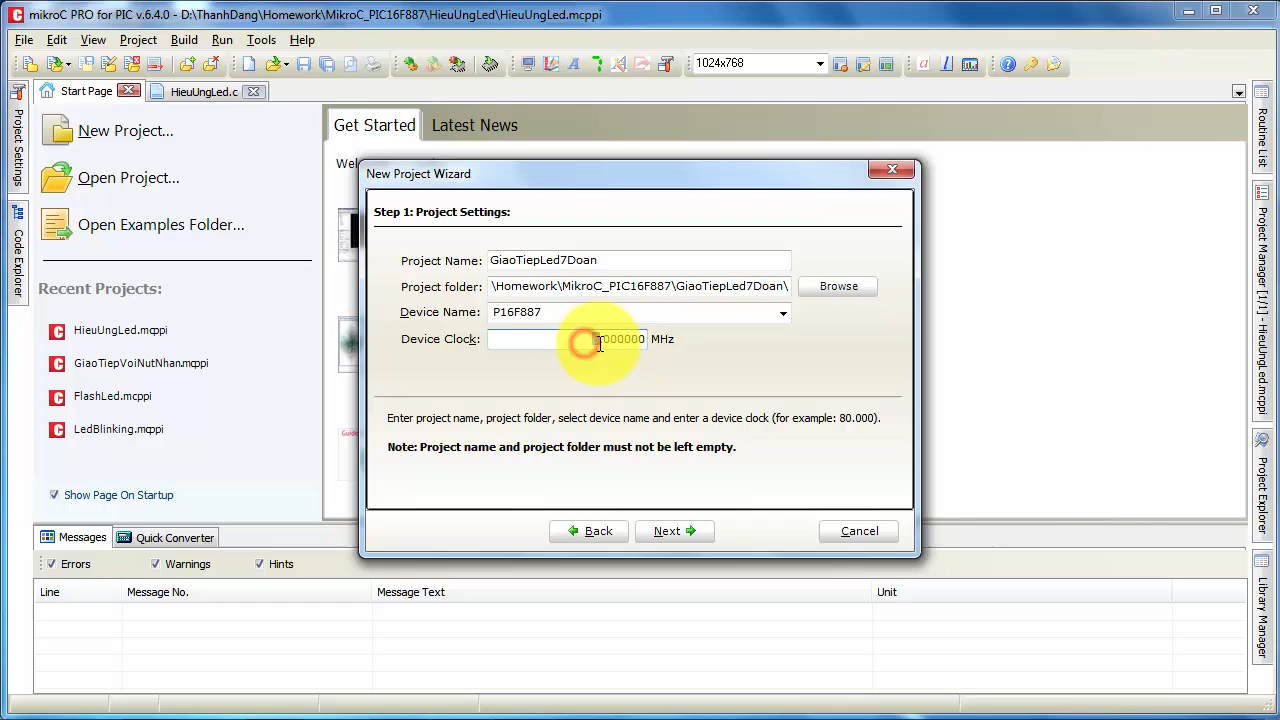 mikroC PRO for PIC v.6.4.0 - D:\ThanhDang\Homework\MikroC_PIC16F887\HieuUngLed\HieuUngLed.mcppi
File Edit View Project Build Run Tools Help
1024x768
Start Page HieuUngLed.c
Project Settings
Code Explorer
New Project...
Open Project...
Open Examples Folder...
Recent Projects:
HieuUngLed.mcppi
GiaoTiepVoiNutNhan.mcppi
FlashLed.mcppi
LedBlinking.mcppi
Show Page On Startup
Get Started Latest News
New Project Wizard
Step 1: Project Settings:
Project Name: GiaoTiepLed7Doan
Project folder: \Homework\MikroC_PIC16F887\GiaoTiepLed7Doan\ Browse
Device Name: P16F887
Device Clock: MHz
Enter project name, project folder, select device name and enter a device clock (for example: 80.000).
Note: Project name and project folder must not be left empty.
Back Next Cancel
Routine List
Project Manager [1/1] - HieuUngLed.mcppi
Project Explorer
Library Manager
Messages Quick Converter
Errors Warnings Hints
Line Message No. Message Text Unit